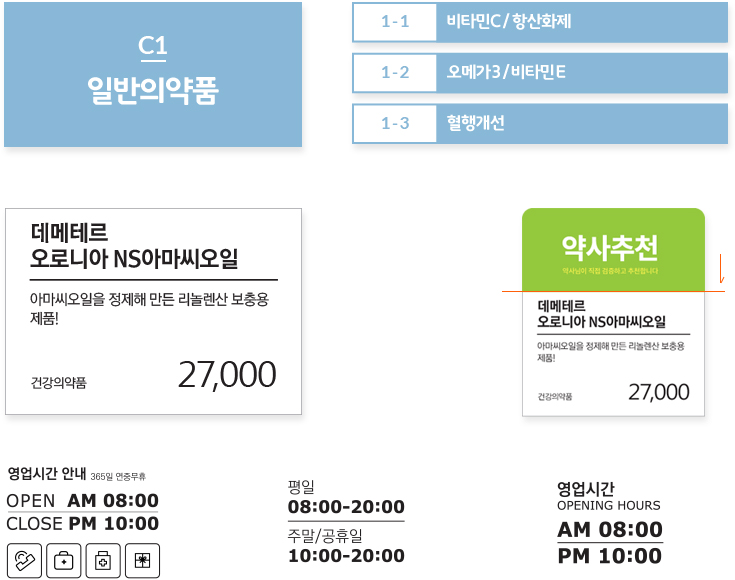 C1
일반의약품
1-1 비타민C / 항산화제
1-2 오메가3 / 비타민E
1-3 혈행개선
데메테르
오로니아 NS아마씨오일
아마씨오일을 정제해 만든 리놀렌산 보충용
제품!
건강의약품 27,000
약사추천
약사님이 직접 검증하고 추천합니다
데메테르
오로니아 NS아마씨오일
아마씨오일을 정제해 만든 리놀렌산 보충용
제품!
건강의약품 27,000
영업시간 안내 365일 연중무휴
OPEN AM 08:00
CLOSE PM 10:00
평일
08:00-20:00
주말/공휴일
10:00-20:00
영업시간
OPENING HOURS
AM 08:00
PM 10:00